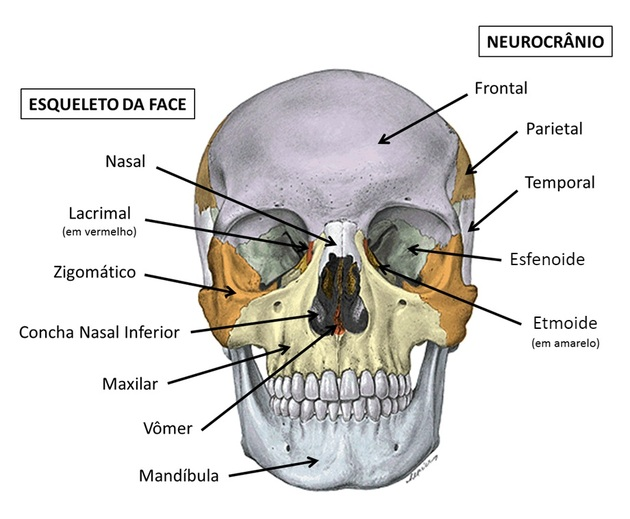 NEUROCRÂNIO
ESQUELETO DA FACE
Frontal
Parietal
Temporal
Esfenoide
Etmoide
(em amarelo)
Nasal
Lacrimal
(em vermelho)
Zigomático
Concha Nasal Inferior
Maxilar
Vômer
Mandíbula